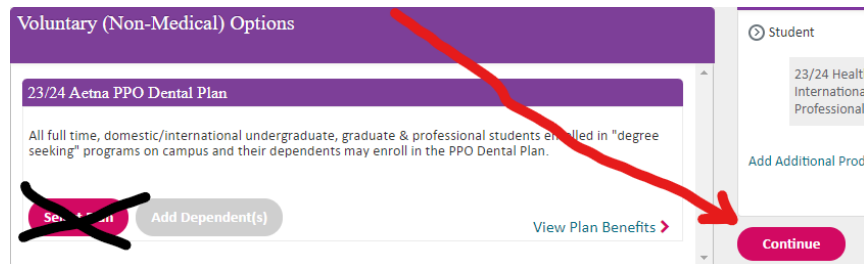 Voluntary (Non-Medical) Options
23/24 Aetna PPO Dental Plan
All full time, domestic/international undergraduate, graduate & professional students enrolled in "degree
seeking" programs on campus and their dependents may enroll in the PPO Dental Plan.
Select Plan
Add Dependent(s)
View Plan Benefits
Student
23/24 Healt
Internationa
Professional
Add Additional Prod
Continue